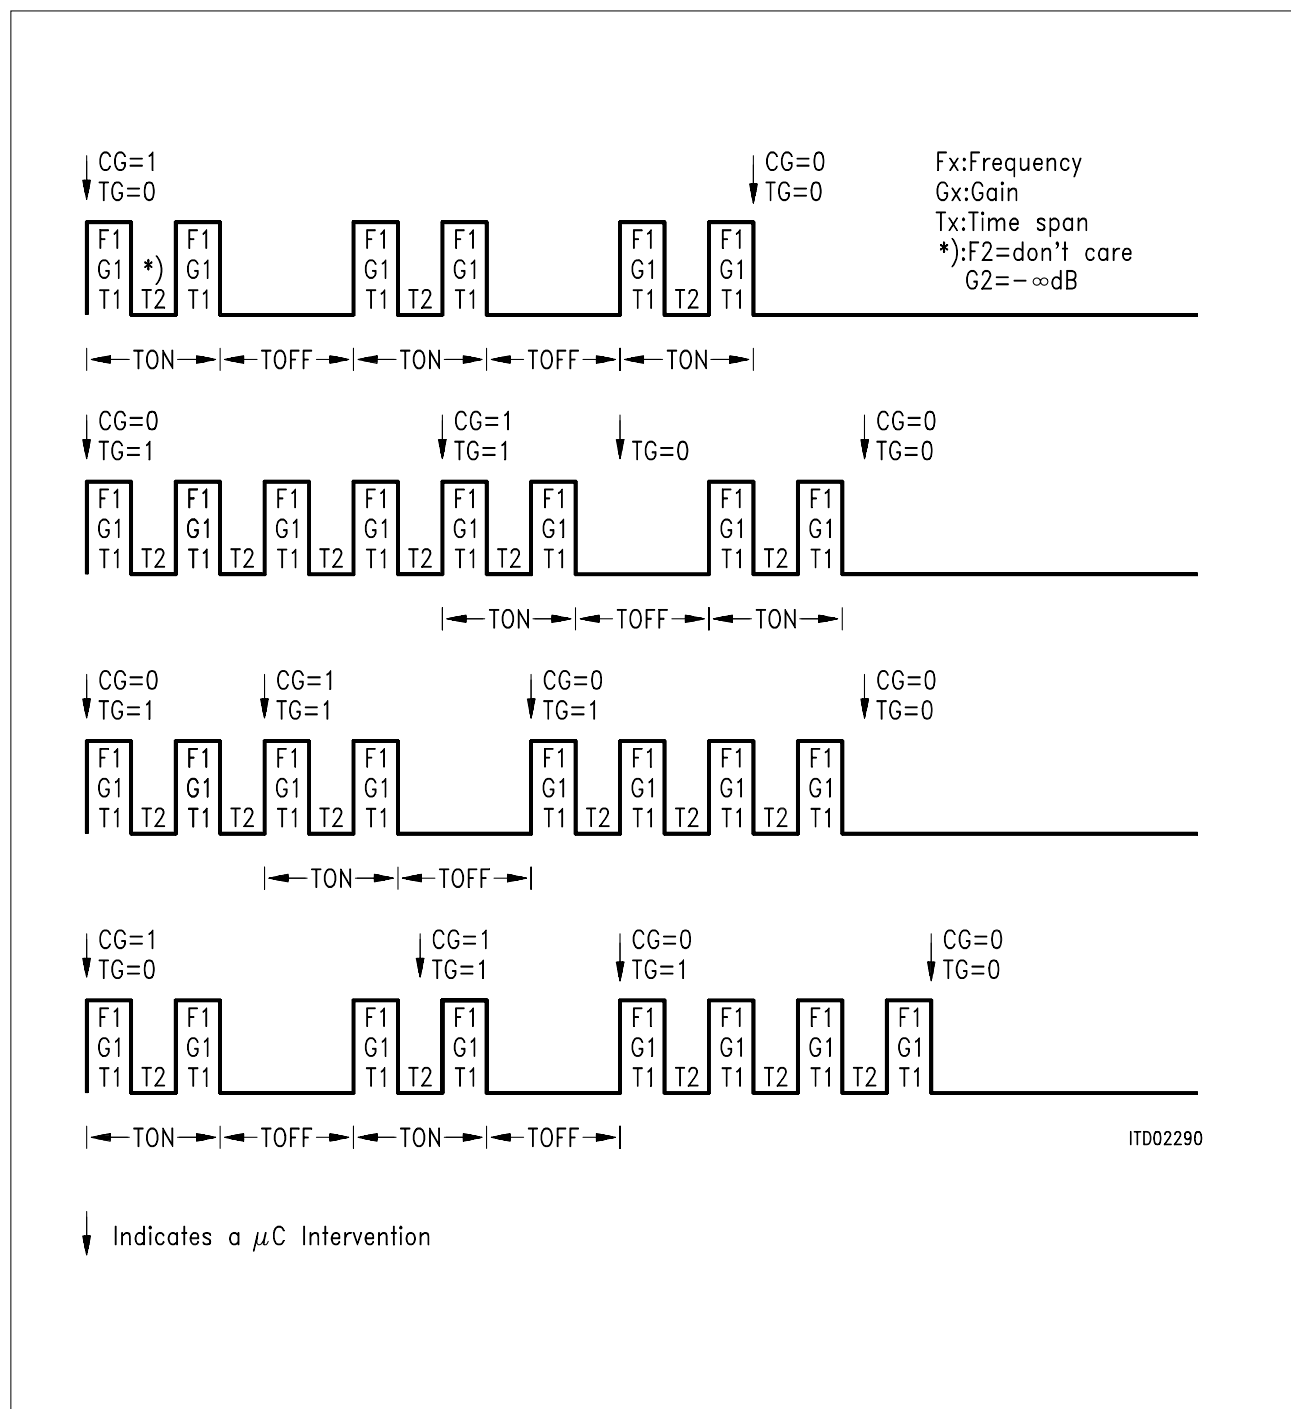 CG=1
TG=0
CG=0
TG=0
Fx:Frequency
Gx:Gain
Tx:Time span
*):F2=don't care
G2=-∞dB
F1 F1 F1 F1 F1 F1
G1 *) G1 G1 G1 G1 G1
T1 T2 T1 T1 T2 T1 T1 T2 T1
TON TOFF TON TOFF TON
CG=0
TG=1
CG=1
TG=1
TG=0
CG=0
TG=0
F1 F1 F1 F1 F1 F1 F1 F1
G1 G1 G1 G1 G1 G1 G1 G1
T1 T2 T1 T2 T1 T2 T1 T2 T1 T2 T1 T1 T2 T1
TON TOFF TON
CG=0
TG=1
CG=1
TG=1
CG=0
TG=1
CG=0
TG=0
F1 F1 F1 F1 F1 F1 F1 F1
G1 G1 G1 G1 G1 G1 G1 G1
T1 T2 T1 T2 T1 T2 T1 T1 T2 T1 T2 T1 T2 T1
TON TOFF
CG=1
TG=0
CG=1
TG=1
CG=0
TG=1
CG=0
TG=0
F1 F1 F1 F1 F1 F1 F1 F1
G1 G1 G1 G1 G1 G1 G1 G1
T1 T2 T1 T1 T2 T1 T1 T2 T1 T2 T1 T2 T1
TON TOFF TON TOFF
ITD02290
Indicates a μC Intervention